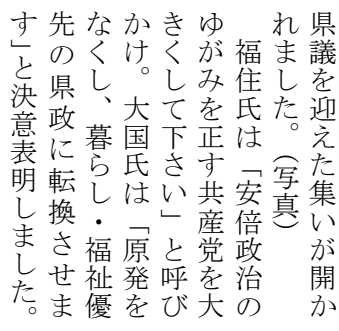 県議を迎えた集いが開か
れました。（写真）
　福住氏は「安倍政治の
ゆがみを正す共産党を大
きくして下さい」と呼び
かけ。大国氏は「原発を
なくし、暮らし・福祉優
先の県政に転換させま
す」と決意表明しました。